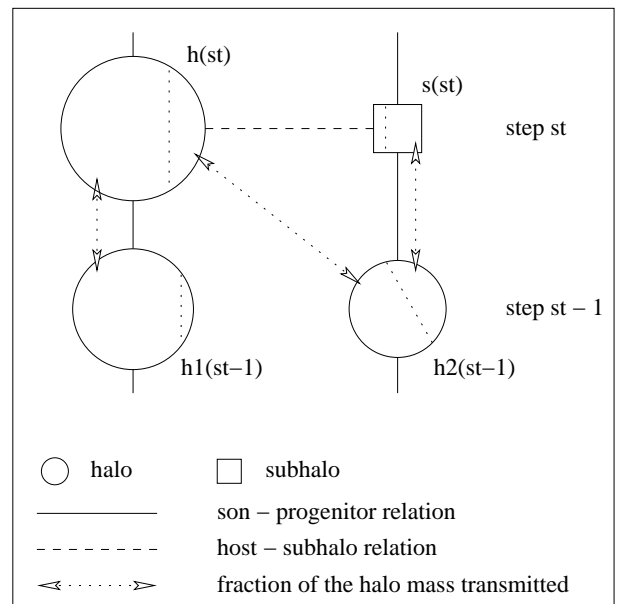 h(st)
s(st)
step st
step st − 1
h1(st−1)
h2(st−1)
halo
subhalo
son − progenitor relation
host − subhalo relation
fraction of the halo mass transmitted